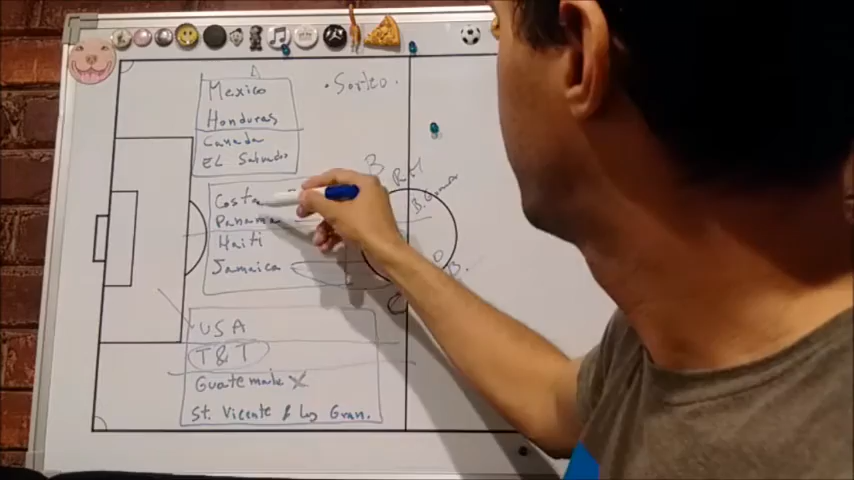 Mexico
Honduras
Canada
EL Salvador
• Sorteo.
Costa
Panama
Haiti
Jamaica
B
R.M
USA
T&T
Guatemala X
St. Vicente & Las Gran.